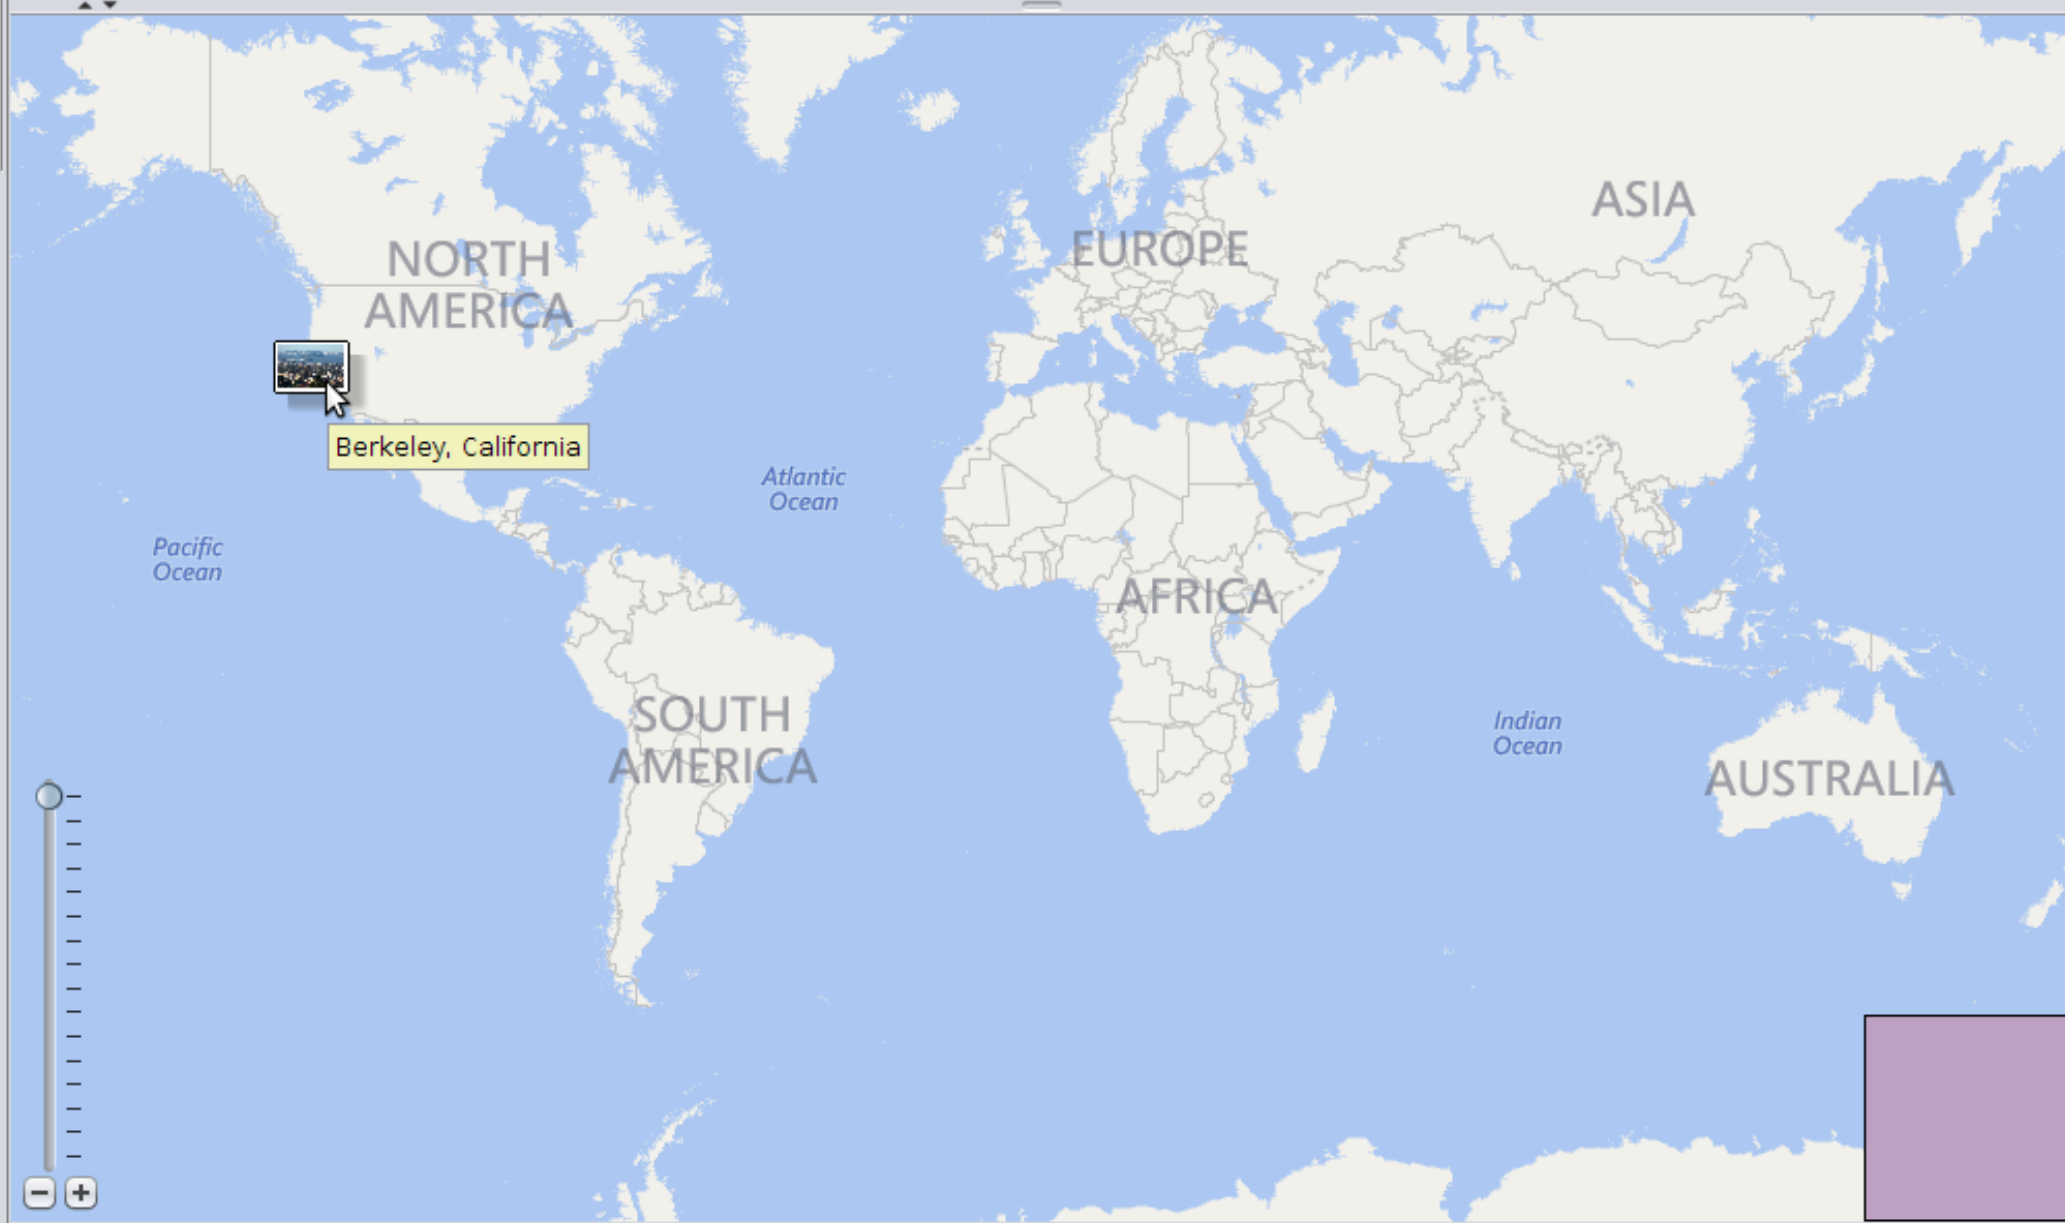 ASIA
EUROPE
NORTH
AMERICA
Berkeley, California
Atlantic
Ocean
Pacific
Ocean
AFRICA
SOUTH
AMERICA
Indian
Ocean
AUSTRALIA